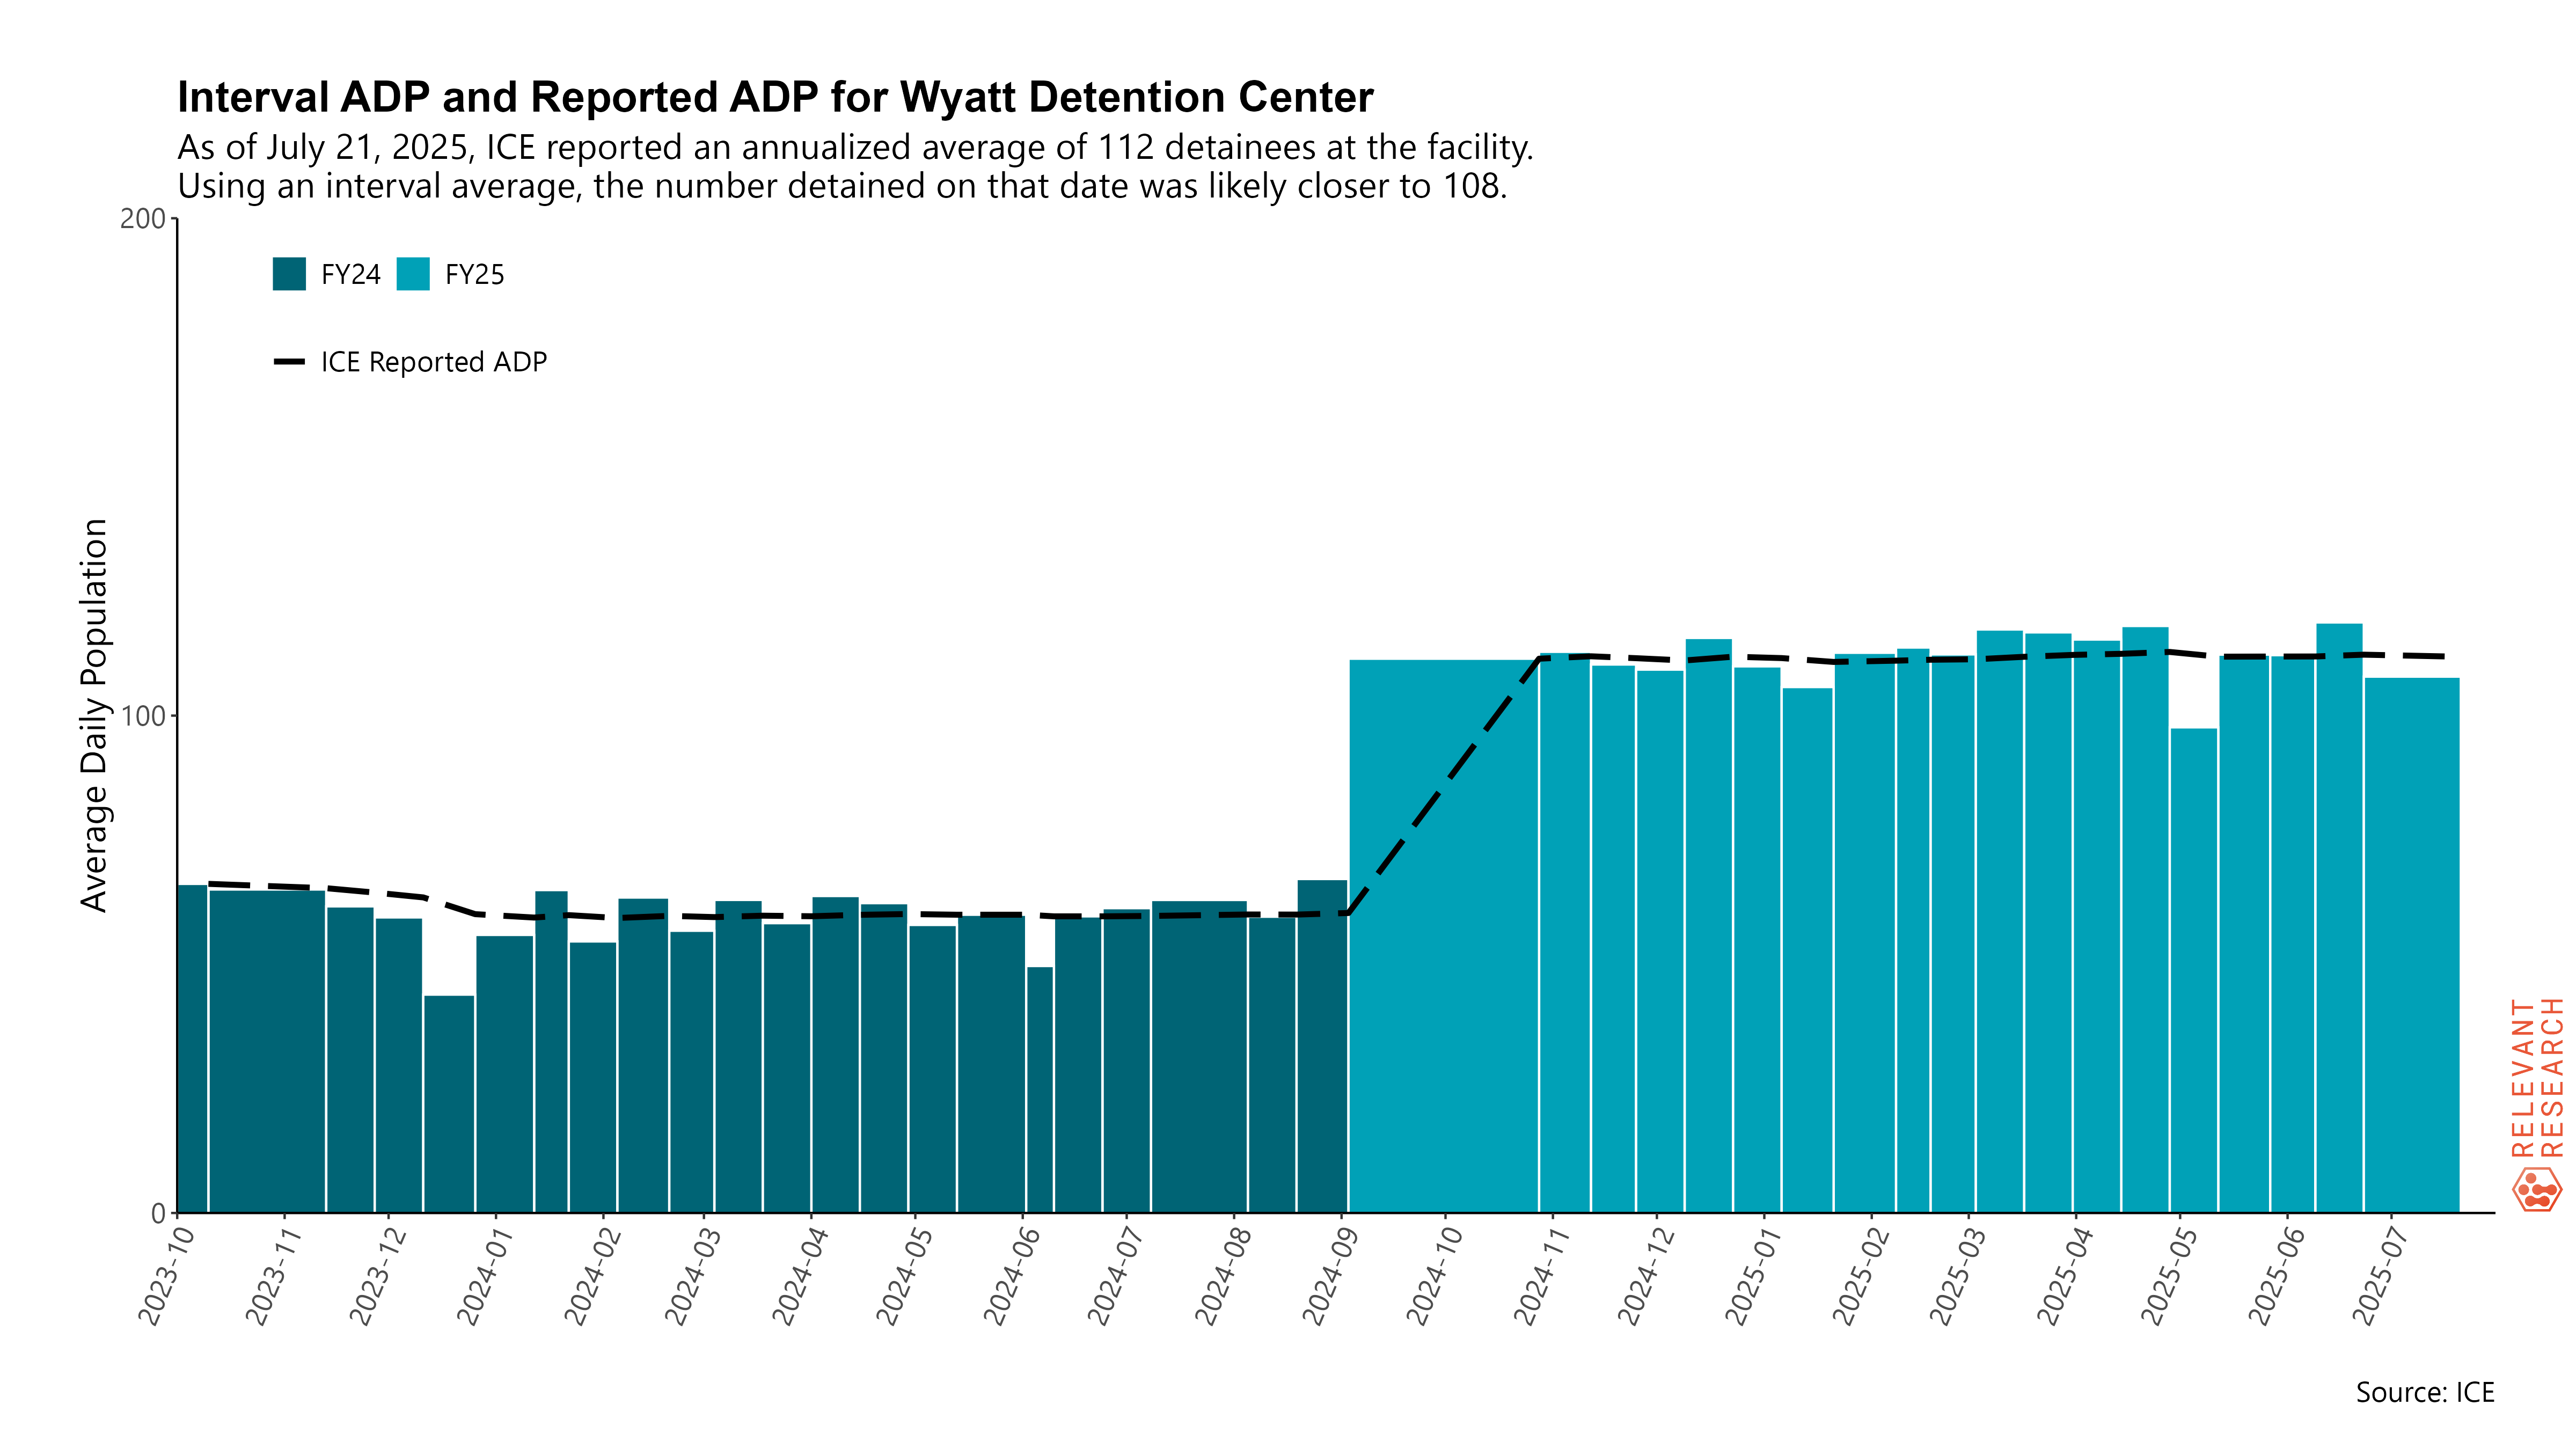 Interval ADP and Reported ADP for Wyatt Detention Center
As of July 21, 2025, ICE reported an annualized average of 112 detainees at the facility.
Using an interval average, the number detained on that date was likely closer to 108.
200
FY24 FY25
ICE Reported ADP
Average Daily Population
100
0
2023-10 2023-11 2023-12 2024-01 2024-02 2024-03 2024-04 2024-05 2024-06 2024-07 2024-08 2024-09 2024-10 2024-11 2024-12 2025-01 2025-02 2025-03 2025-04 2025-05 2025-06 2025-07
RELEVANT
RESEARCH
Source: ICE